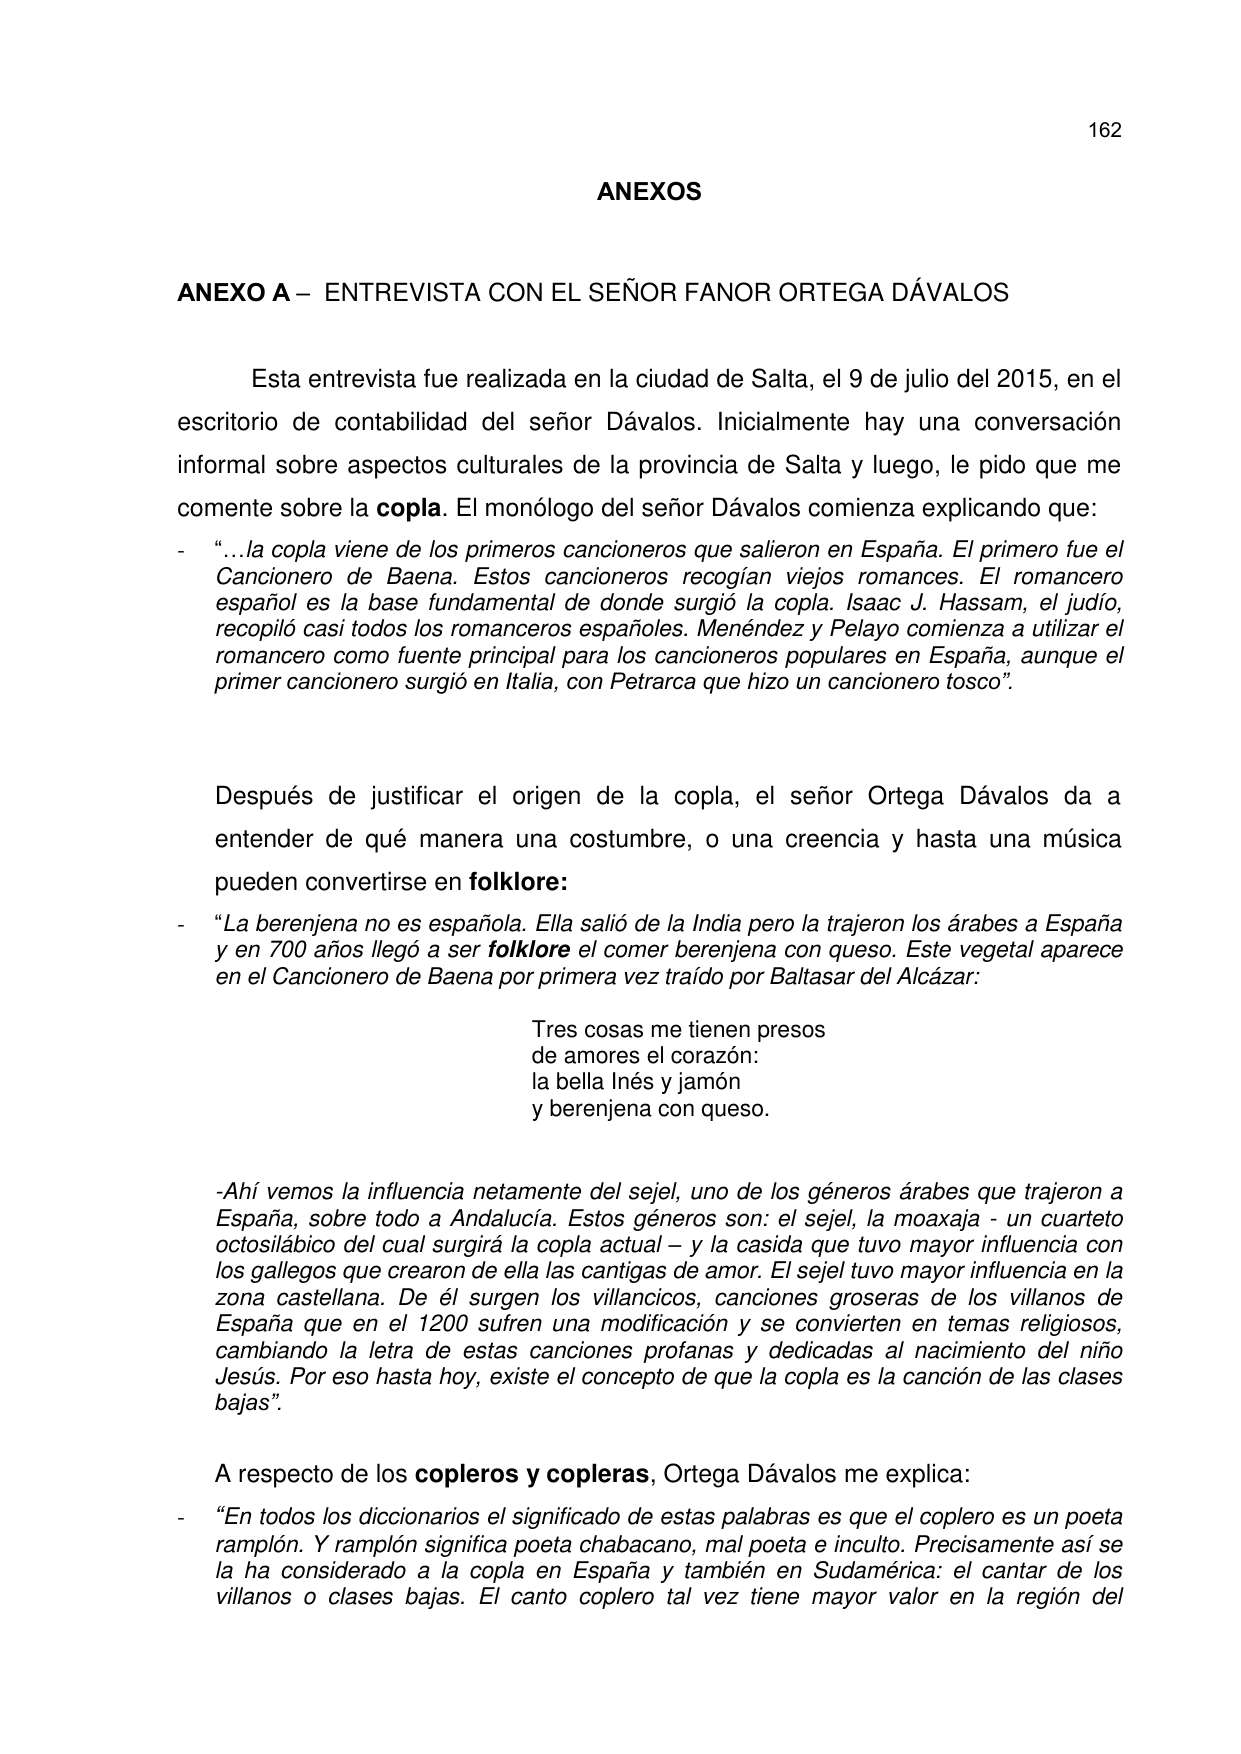 162
ANEXOS
ANEXO A – ENTREVISTA CON EL SEÑOR FANOR ORTEGA DÁVALOS
Esta entrevista fue realizada en la ciudad de Salta, el 9 de julio del 2015, en el
escritorio de contabilidad del señor Dávalos. Inicialmente hay una conversación
informal sobre aspectos culturales de la provincia de Salta y luego, le pido que me
comente sobre la copla. El monólogo del señor Dávalos comienza explicando que:
- “…la copla viene de los primeros cancioneros que salieron en España. El primero fue el
Cancionero de Baena. Estos cancioneros recogían viejos romances. El romancero
español es la base fundamental de donde surgió la copla. Isaac J. Hassam, el judío,
recopiló casi todos los romanceros españoles. Menéndez y Pelayo comienza a utilizar el
romancero como fuente principal para los cancioneros populares en España, aunque el
primer cancionero surgió en Italia, con Petrarca que hizo un cancionero tosco”.
Después de justificar el origen de la copla, el señor Ortega Dávalos da a
entender de qué manera una costumbre, o una creencia y hasta una música
pueden convertirse en folklore:
- “La berenjena no es española. Ella salió de la India pero la trajeron los árabes a España
y en 700 años llegó a ser folklore el comer berenjena con queso. Este vegetal aparece
en el Cancionero de Baena por primera vez traído por Baltasar del Alcázar:
Tres cosas me tienen presos
de amores el corazón:
la bella Inés y jamón
y berenjena con queso.
-Ahí vemos la influencia netamente del sejel, uno de los géneros árabes que trajeron a
España, sobre todo a Andalucía. Estos géneros son: el sejel, la moaxaja - un cuarteto
octosilábico del cual surgirá la copla actual – y la casida que tuvo mayor influencia con
los gallegos que crearon de ella las cantigas de amor. El sejel tuvo mayor influencia en la
zona castellana. De él surgen los villancicos, canciones groseras de los villanos de
España que en el 1200 sufren una modificación y se convierten en temas religiosos,
cambiando la letra de estas canciones profanas y dedicadas al nacimiento del niño
Jesús. Por eso hasta hoy, existe el concepto de que la copla es la canción de las clases
bajas”.
A respecto de los copleros y copleras, Ortega Dávalos me explica:
- “En todos los diccionarios el significado de estas palabras es que el coplero es un poeta
ramplón. Y ramplón significa poeta chabacano, mal poeta e inculto. Precisamente así se
la ha considerado a la copla en España y también en Sudamérica: el cantar de los
villanos o clases bajas. El canto coplero tal vez tiene mayor valor en la región del